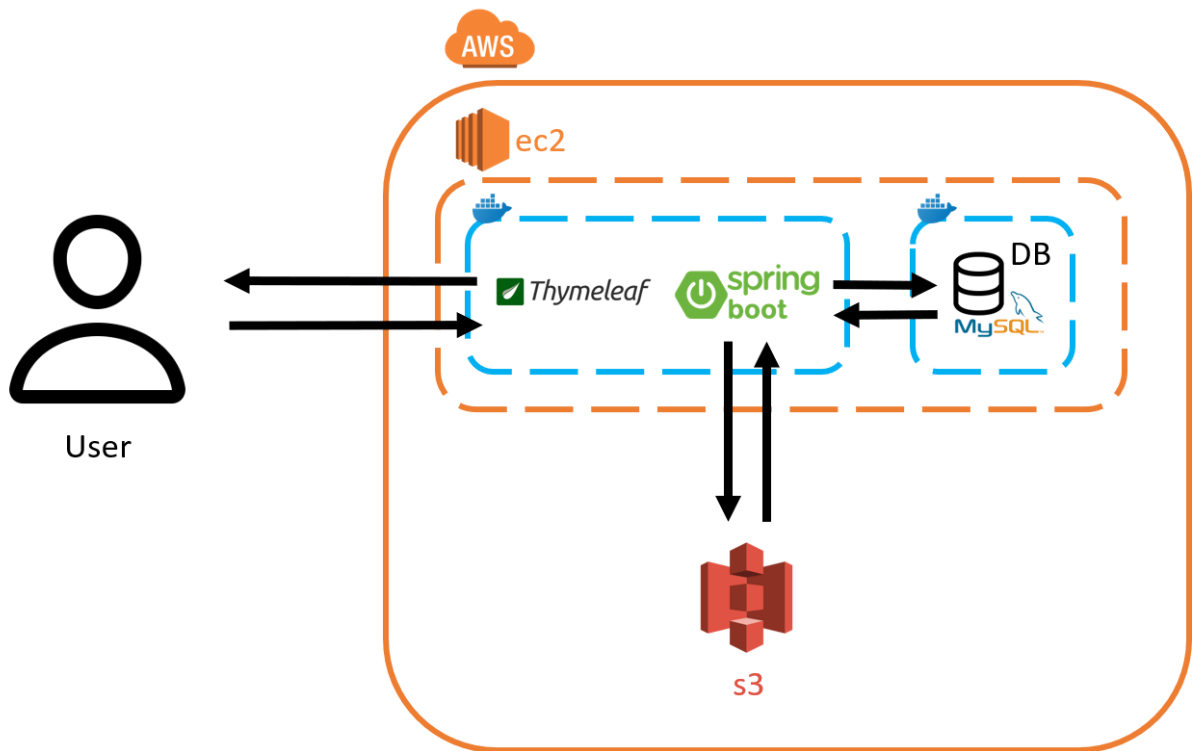 AWS
ec2
Thymeleaf
spring
boot
DB
MySQL
User
s3